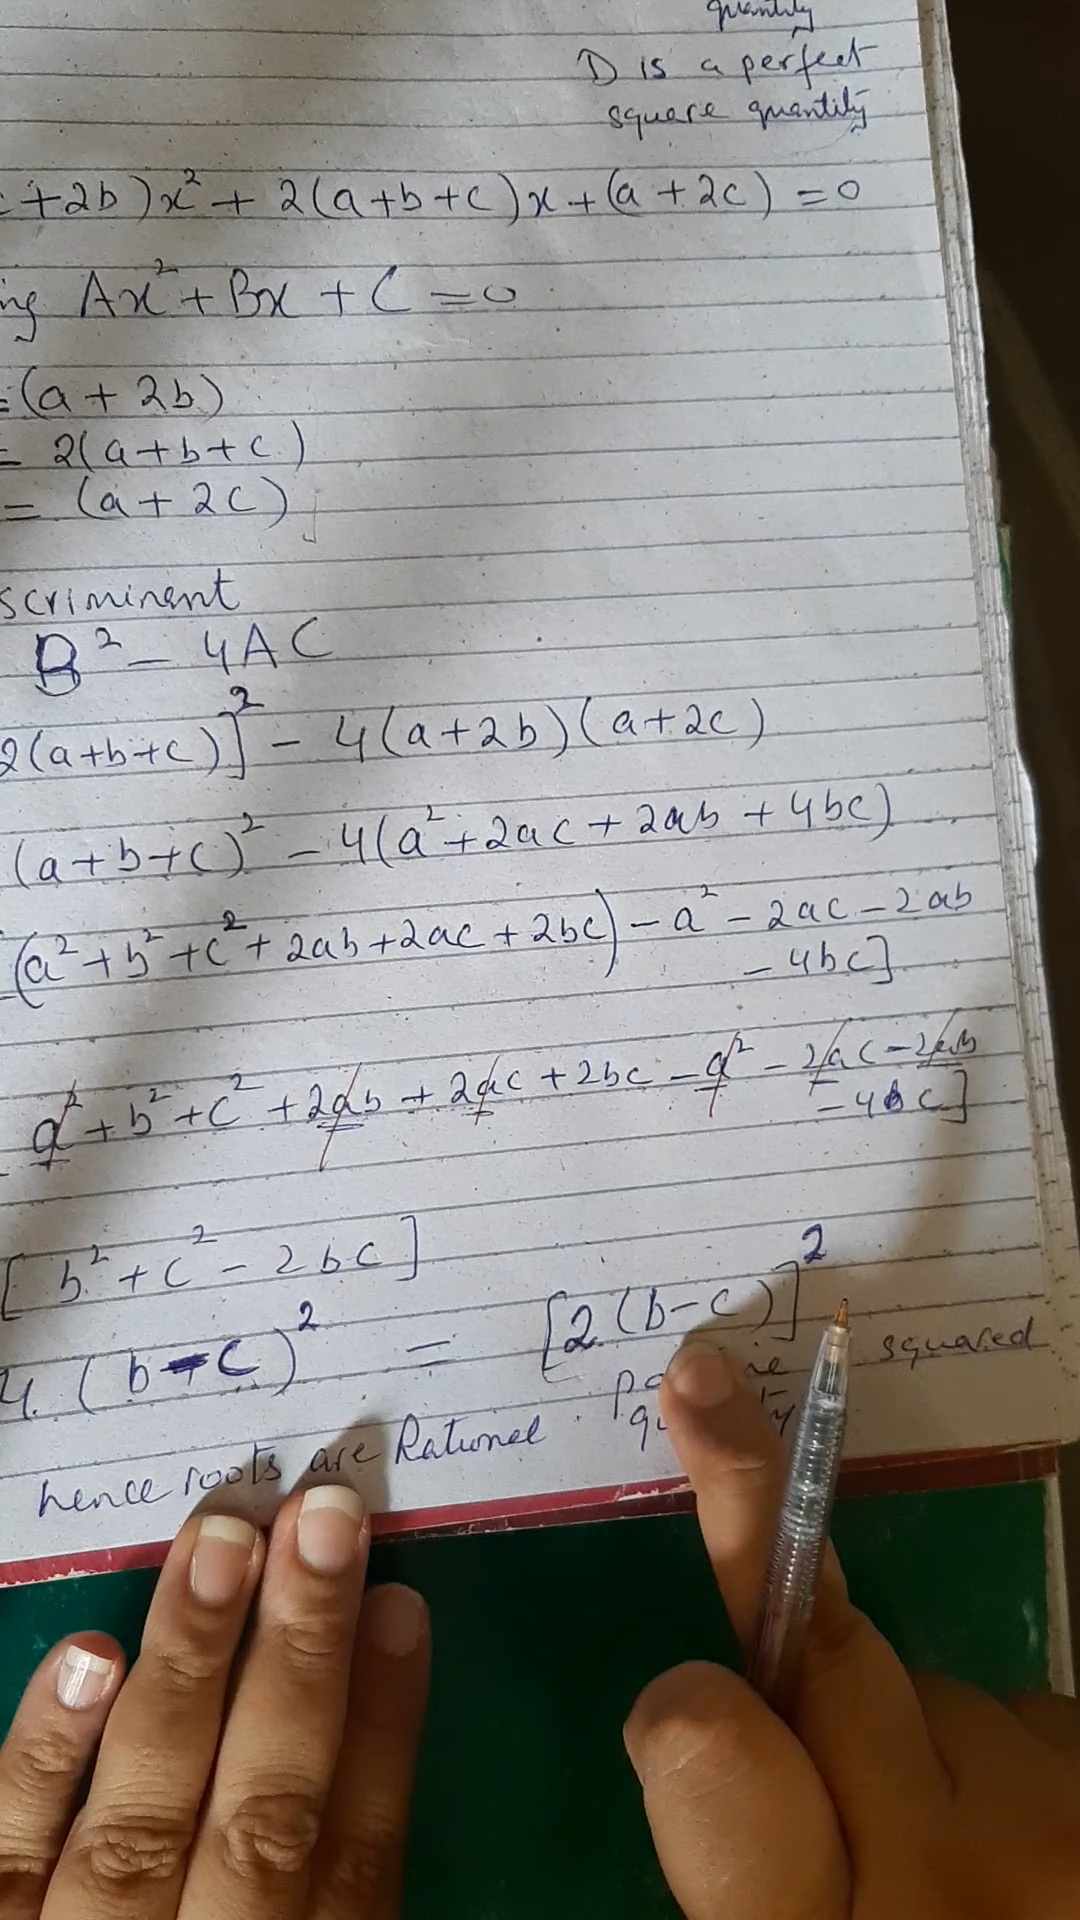 quantity
D is a perfect
square quantity
+2b)x² + 2(a+b+c)x+(a + 2c) = 0
ing Ax² + Bx + C = 0
= (a + 2b)
= 2(a+b+c)
= (a + 2c)
scriminant
B² - 4AC
2(a+b+c)]² - 4(a+2b)(a+2c)
(a+b+c)² - 4(a²+2ac+2ab+4bc)
(a²+b²+c²+2ab+2ac+2bc) - a² - 2ac - 2ab
- 4bc]
a²+b²+c²+2ab+2ac+2bc-a²-2ac-2ab
- 4bc]
[b²+c²-2bc]
4(b-c)² = [2(b-c)]²
squared
hence roots are Rational